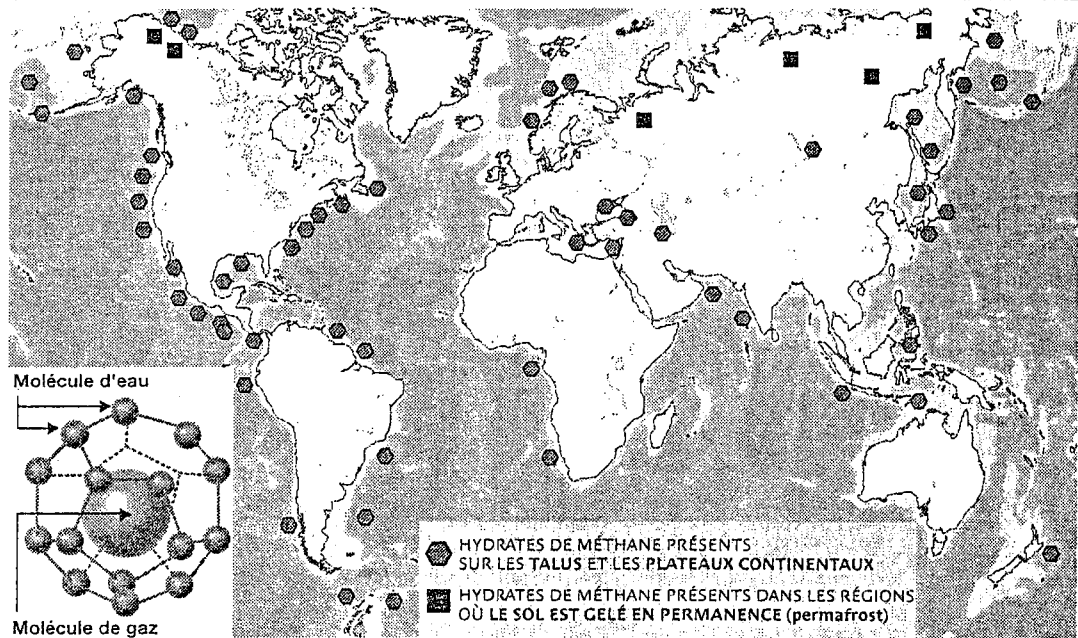 Molécule d'eau
Molécule de gaz
HYDRATES DE MÉTHANE PRÉSENTS
SUR LES TALUS ET LES PLATEAUX CONTINENTAUX
HYDRATES DE MÉTHANE PRÉSENTS DANS LES RÉGIONS
OÙ LE SOL EST GELÉ EN PERMANENCE (permafrost)